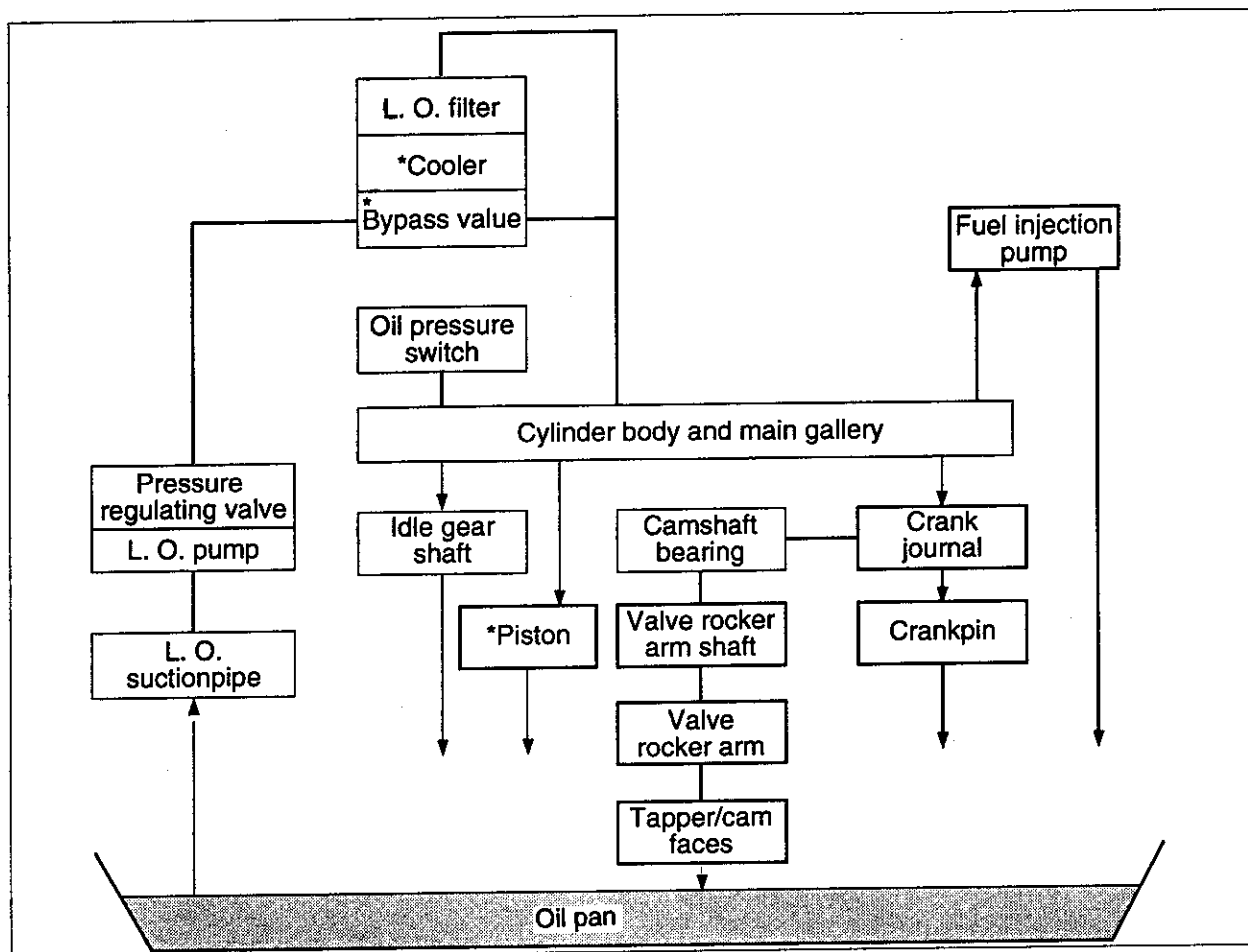 L. O. filter
*Cooler
*Bypass value
Fuel injection
pump
Oil pressure
switch
Cylinder body and main gallery
Pressure
regulating valve
L. O. pump
Idle gear
shaft
Camshaft
bearing
Crank
journal
*Piston
Valve rocker
arm shaft
Crankpin
L. O.
suctionpipe
Valve
rocker arm
Tapper/cam
faces
Oil pan